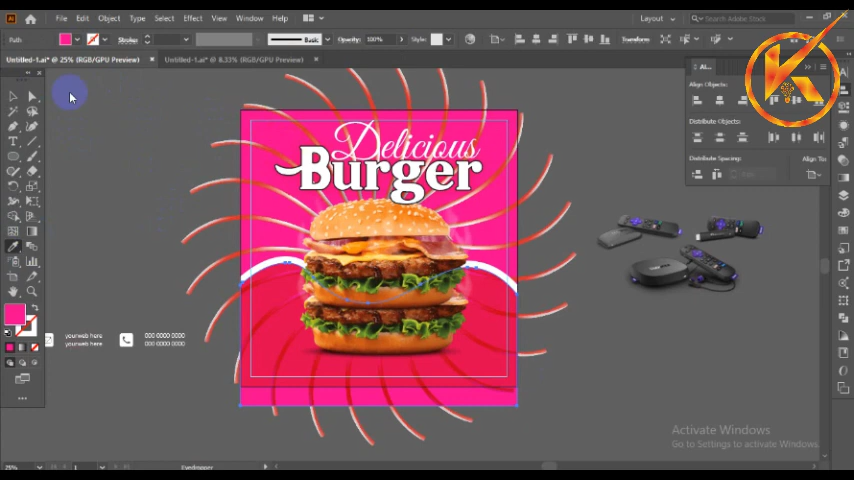 File Edit Object Type Select Effect View Window Help
Layout
Search Adobe Stock
Path
Stroke:
Basic
Opacity: 100%
Style:
Transform
Untitled-1.ai* @ 25% (RGB/GPU Preview)
Untitled-1.ai* @ 8.33% (RGB/GPU Preview)
Align Objects:
Distribute Objects:
Distribute Spacing:
Align To:
Delicious
Burger
yourweb here
yourweb here
000 0000 0000
000 0000 0000
Activate Windows
Go to Settings to activate Windows.
25%
1
Eyedropper